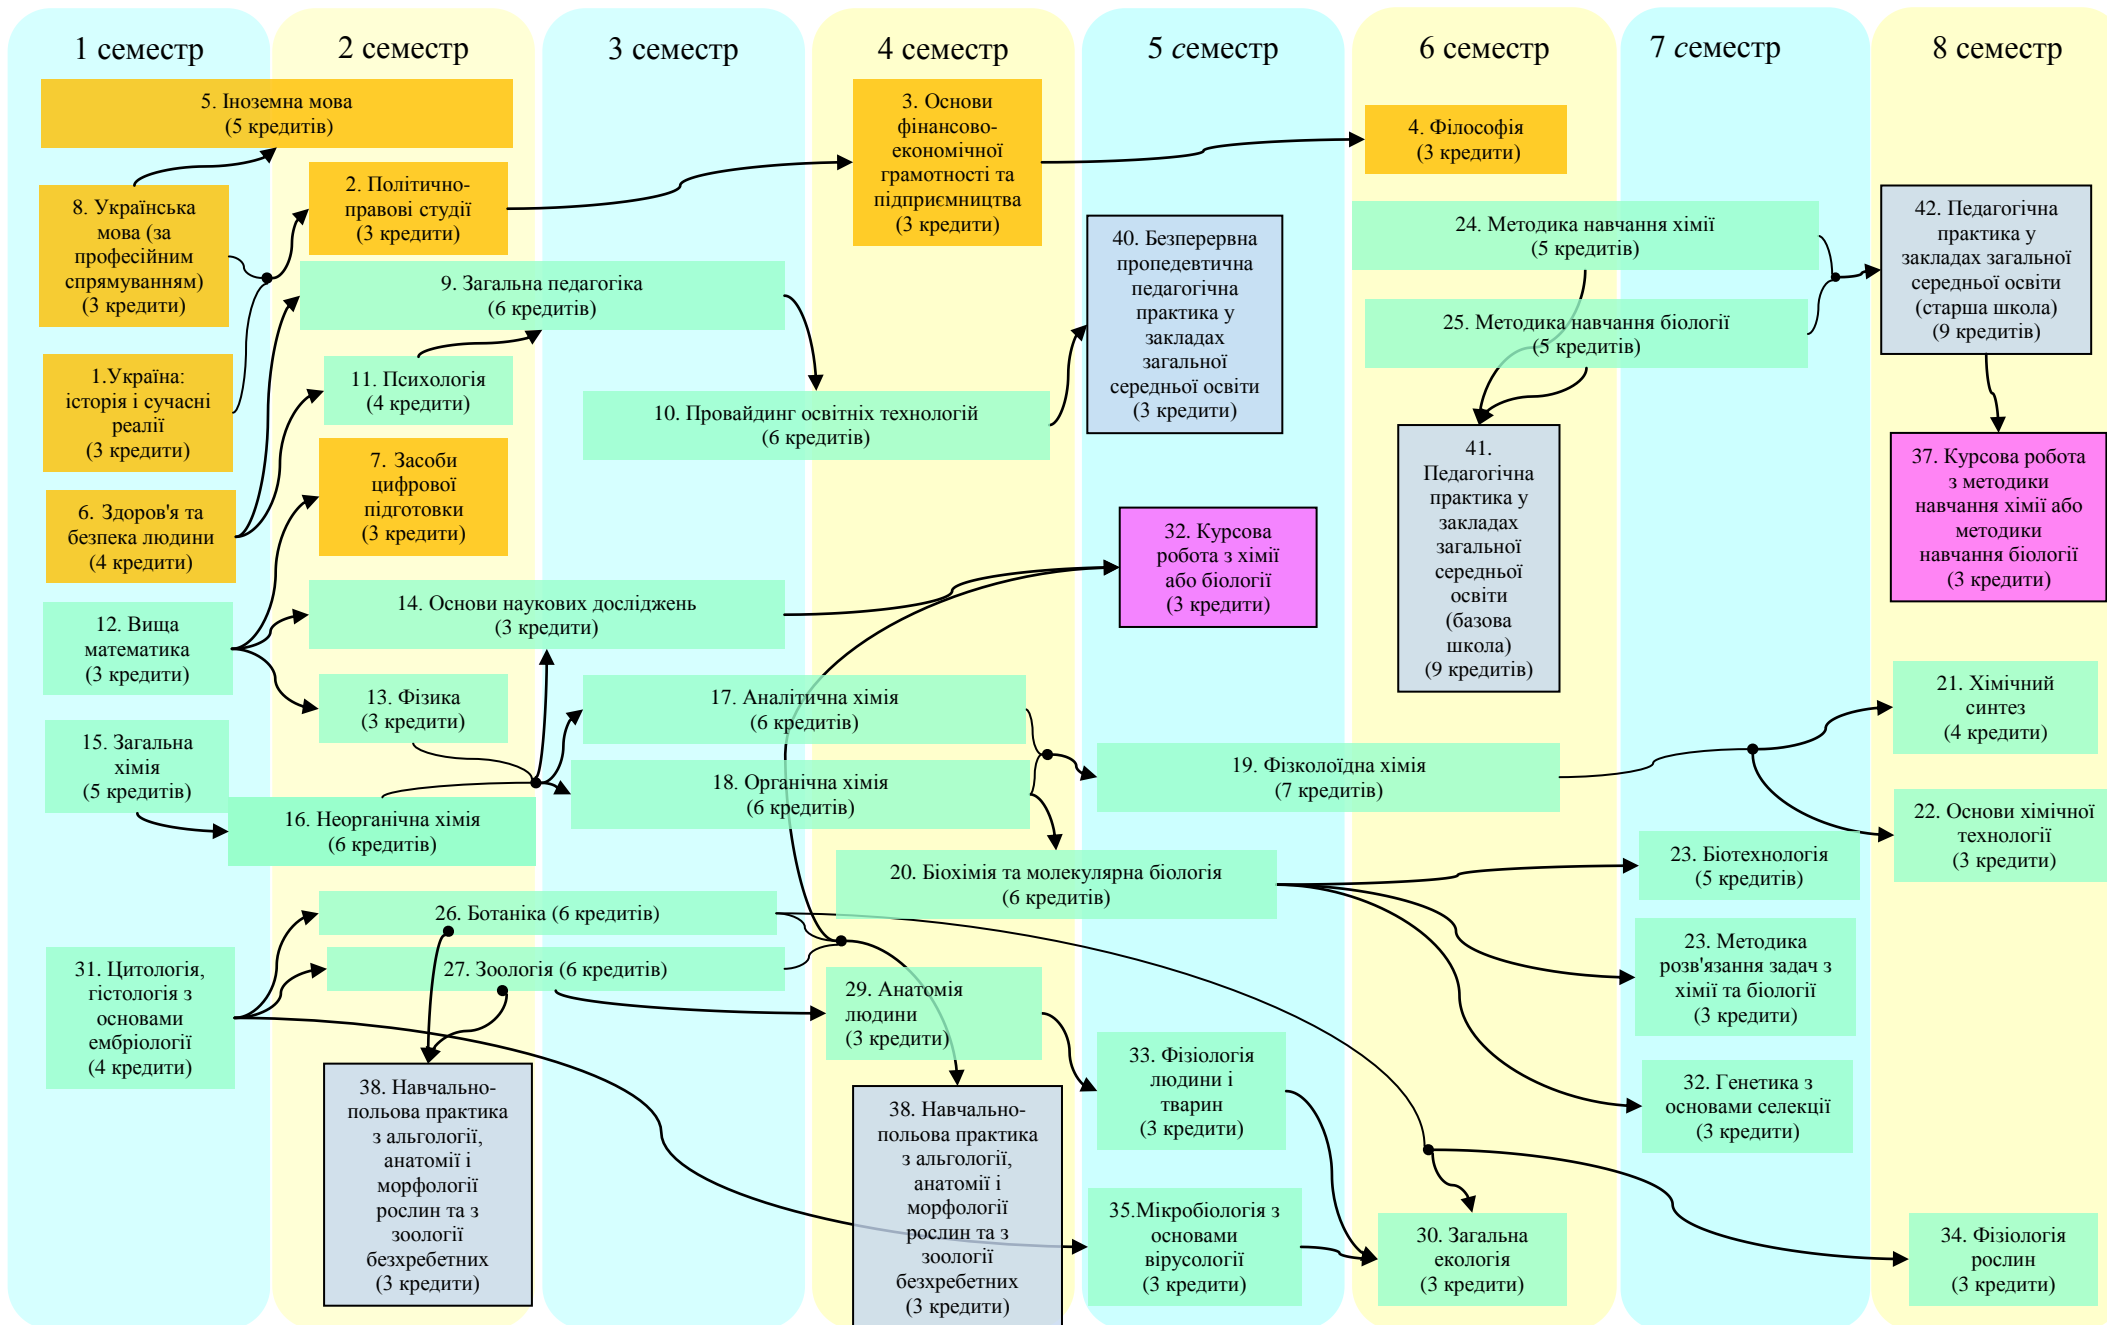 1 семестр
2 семестр
3 семестр
4 семестр
5 семестр
6 семестр
7 семестр
8 семестр
5. Іноземна мова
(5 кредитів)
8. Українська
мова (за
професійним
спрямуванням)
(3 кредити)
1.Україна:
історія і сучасні
реалії
(3 кредити)
6. Здоров'я та
безпека людини
(4 кредити)
12. Вища
математика
(3 кредити)
15. Загальна
хімія
(5 кредитів)
31. Цитологія,
гістологія з
основами
ембріології
(4 кредити)
2. Політично-
правові студії
(3 кредити)
9. Загальна педагогіка
(6 кредитів)
11. Психологія
(4 кредити)
7. Засоби
цифрової
підготовки
(3 кредити)
14. Основи наукових досліджень
(3 кредити)
13. Фізика
(3 кредити)
16. Неорганічна хімія
(6 кредитів)
26. Ботаніка (6 кредитів)
27. Зоологія (6 кредитів)
38. Навчально-
польова практика
з альгології,
анатомії і
морфології
рослин та з
зоології
безхребетних
(3 кредити)
10. Провайдинг освітніх технологій
(6 кредитів)
17. Аналітична хімія
(6 кредитів)
18. Органічна хімія
(6 кредитів)
3. Основи
фінансово-
економічної
грамотності та
підприємництва
(3 кредити)
20. Біохімія та молекулярна біологія
(6 кредитів)
29. Анатомія
людини
(3 кредити)
38. Навчально-
польова практика
з альгології,
анатомії і
морфології
рослин та з
зоології
безхребетних
(3 кредити)
40. Безперервна
пропедевтична
педагогічна
практика у
закладах
загальної
середньої освіти
(3 кредити)
32. Курсова
робота з хімії
або біології
(3 кредити)
19. Фізколоїдна хімія
(7 кредитів)
33. Фізіологія
людини і
тварин
(3 кредити)
35.Мікробіологія з
основами
вірусології
(3 кредити)
4. Філософія
(3 кредити)
24. Методика навчання хімії
(5 кредитів)
25. Методика навчання біології
(5 кредитів)
41.
Педагогічна
практика у
закладах
загальної
середньої
освіти
(базова
школа)
(9 кредитів)
30. Загальна
екологія
(3 кредити)
23. Біотехнологія
(5 кредитів)
23. Методика
розв'язання задач з
хімії та біології
(3 кредити)
32. Генетика з
основами селекції
(3 кредити)
42. Педагогічна
практика у
закладах загальної
середньої освіти
(старша школа)
(9 кредитів)
37. Курсова робота
з методики
навчання хімії або
методики
навчання біології
(3 кредити)
21. Хімічний
синтез
(4 кредити)
22. Основи хімічної
технології
(3 кредити)
34. Фізіологія
рослин
(3 кредити)